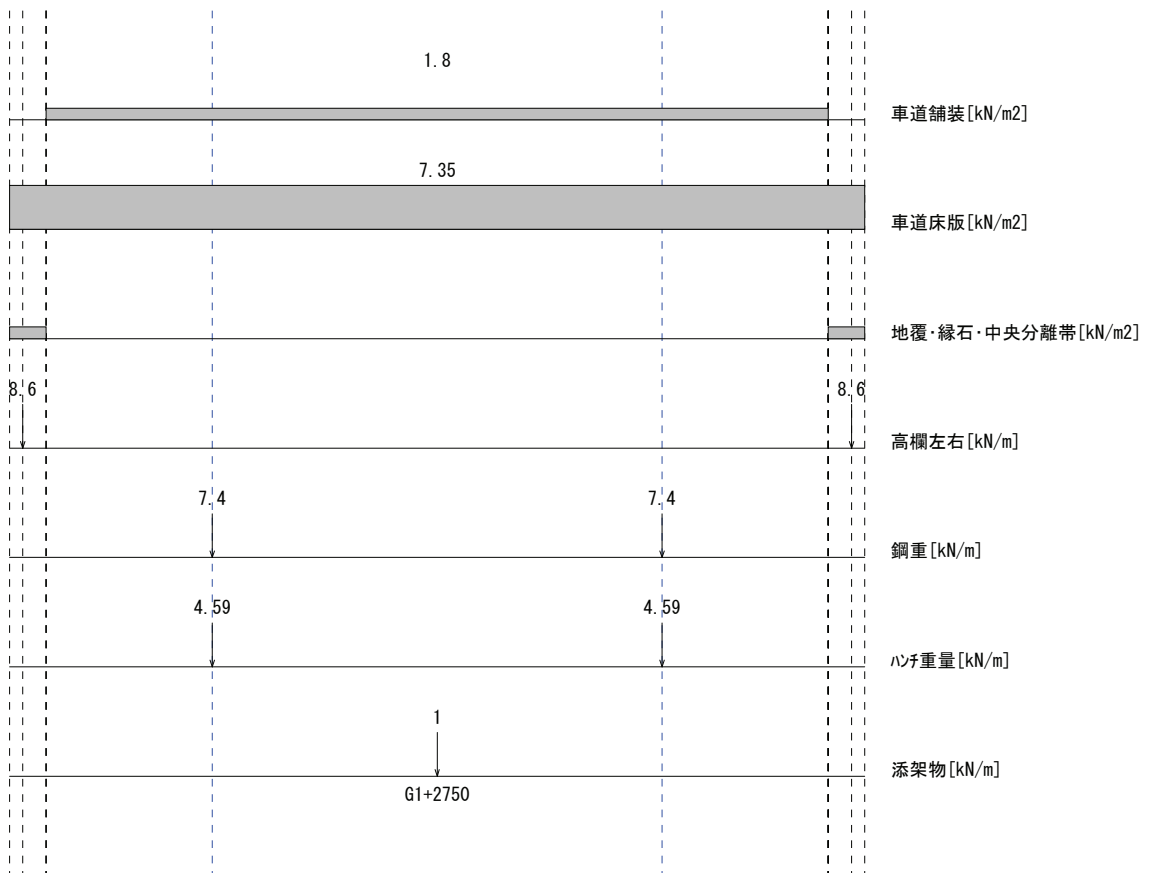 1.8
車道舗装[kN/m2]
7.35
車道床版[kN/m2]
地覆･縁石･中央分離帯[kN/m2]
8.6 8.6
高欄左右[kN/m]
7.4 7.4
鋼重[kN/m]
4.59 4.59
ﾊﾝﾁ重量[kN/m]
1
添架物[kN/m]
G1+2750